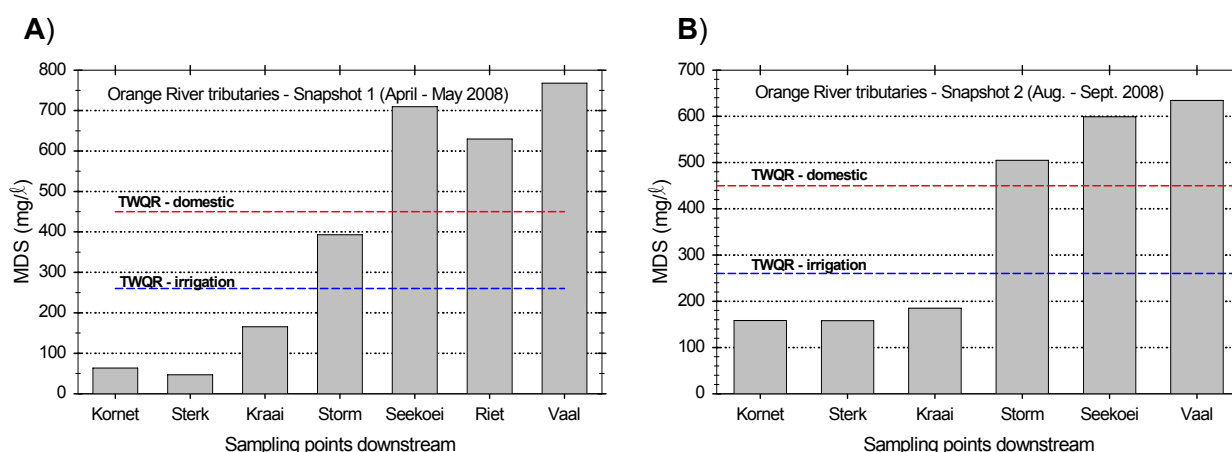 A)
Orange River tributaries - Snapshot 1 (April - May 2008)
800
700
600
500
400
300
200
100
0
MDS (mg/ℓ)
TWQR - domestic
TWQR - irrigation
Kornet Sterk Kraai Storm Seekoei Riet Vaal
Sampling points downstream
B)
Orange River tributaries - Snapshot 2 (Aug. - Sept. 2008)
700
600
500
400
300
200
100
0
MDS (mg/ℓ)
TWQR - domestic
TWQR - irrigation
Kornet Sterk Kraai Storm Seekoei Vaal
Sampling points downstream